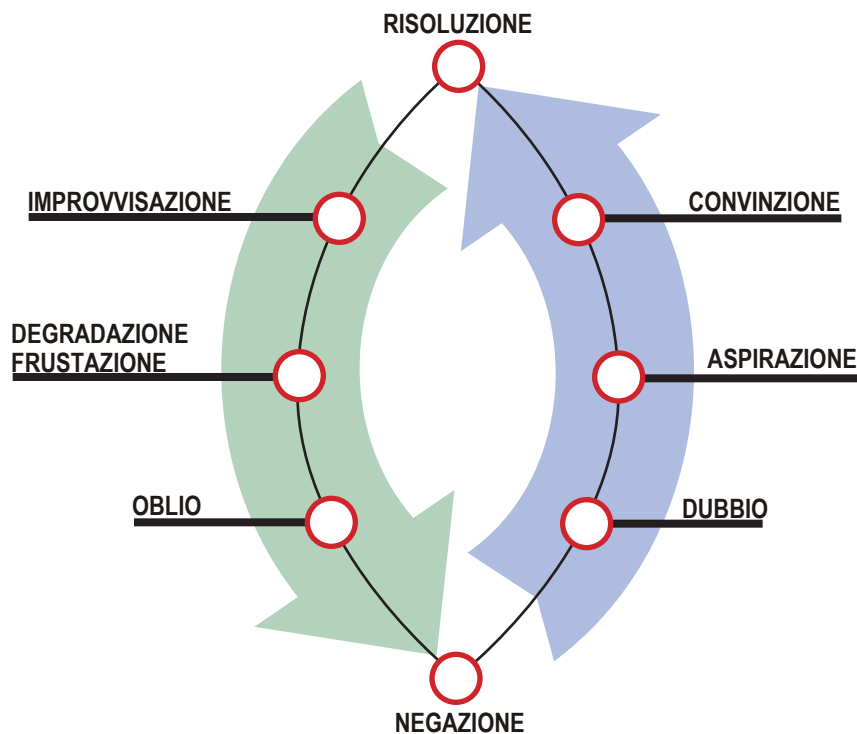 RISOLUZIONE
IMPROVVISAZIONE
CONVINZIONE
DEGRADAZIONE
FRUSTAZIONE
ASPIRAZIONE
OBLIO
DUBBIO
NEGAZIONE